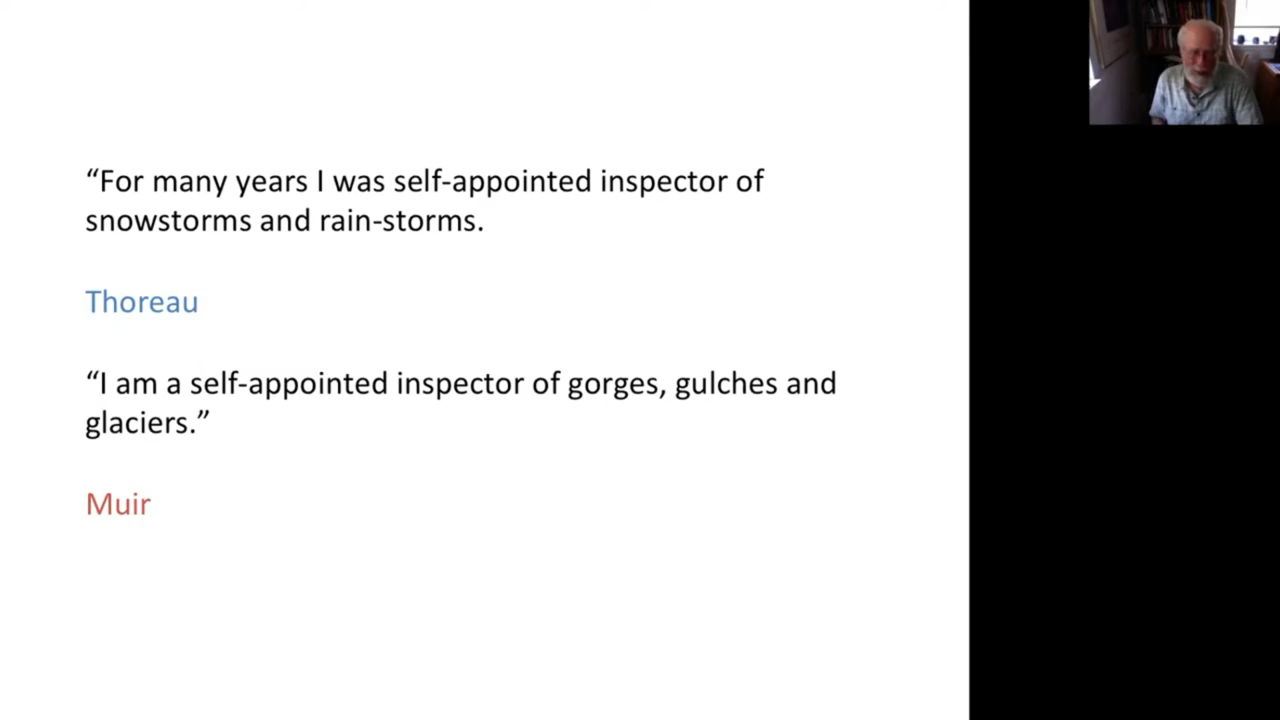 “For many years I was self-appointed inspector of
snowstorms and rain-storms.
Thoreau
“I am a self-appointed inspector of gorges, gulches and
glaciers.”
Muir